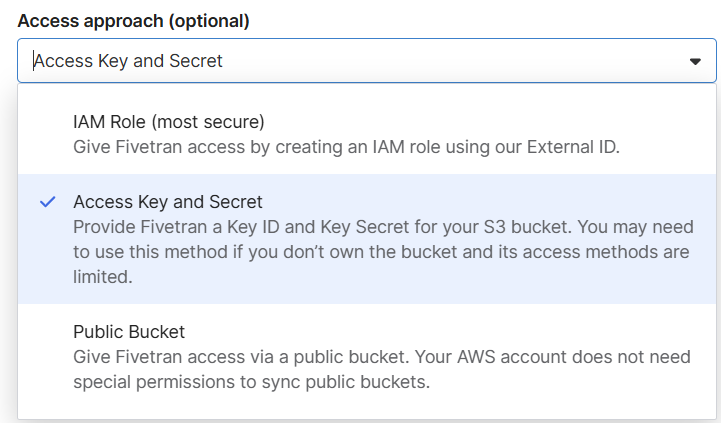 Access approach (optional)
Access Key and Secret
IAM Role (most secure)
Give Fivetran access by creating an IAM role using our External ID.
Access Key and Secret
Provide Fivetran a Key ID and Key Secret for your S3 bucket. You may need
to use this method if you don’t own the bucket and its access methods are
limited.
Public Bucket
Give Fivetran access via a public bucket. Your AWS account does not need
special permissions to sync public buckets.